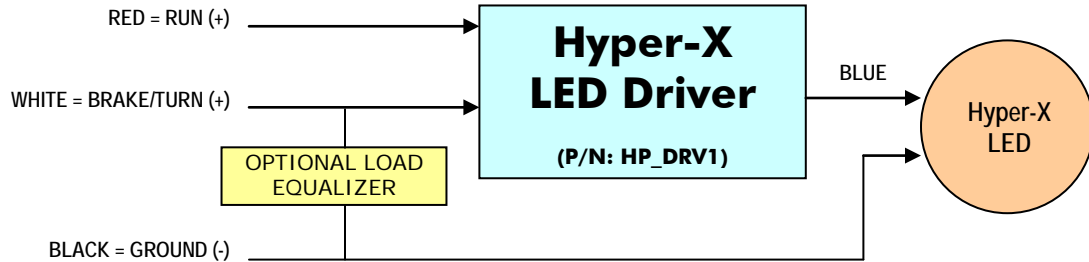 RED = RUN (+)
Hyper-X
LED Driver
(P/N: HP_DRV1)
BLUE
Hyper-X
LED
WHITE = BRAKE/TURN (+)
OPTIONAL LOAD
EQUALIZER
BLACK = GROUND (-)